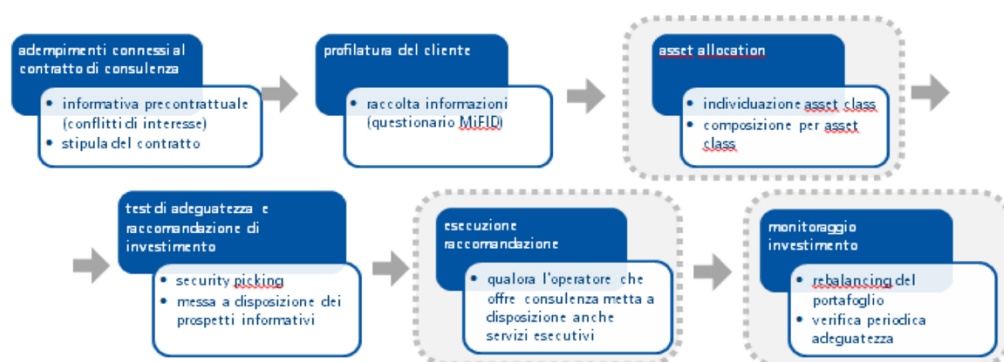 adempimenti connessi al
contratto di consulenza
• informativa precontrattuale
(conflitti di interesse)
• stipula del contratto
profilatura del cliente
• raccolta informazioni
(questionario MiFID)
asset allocation
• individuazione asset class
• composizione per asset
class
test di adeguatezza e
raccomandazione di
investimento
• security picking
• messa a disposizione dei
prospetti informativi
esecuzione
raccomandazione
• qualora l'operatore che
offre consulenza metta a
disposizione anche
servizi esecutivi
monitoraggio
investimento
• rebalancing del
portafoglio
• verifica periodica
adeguatezza